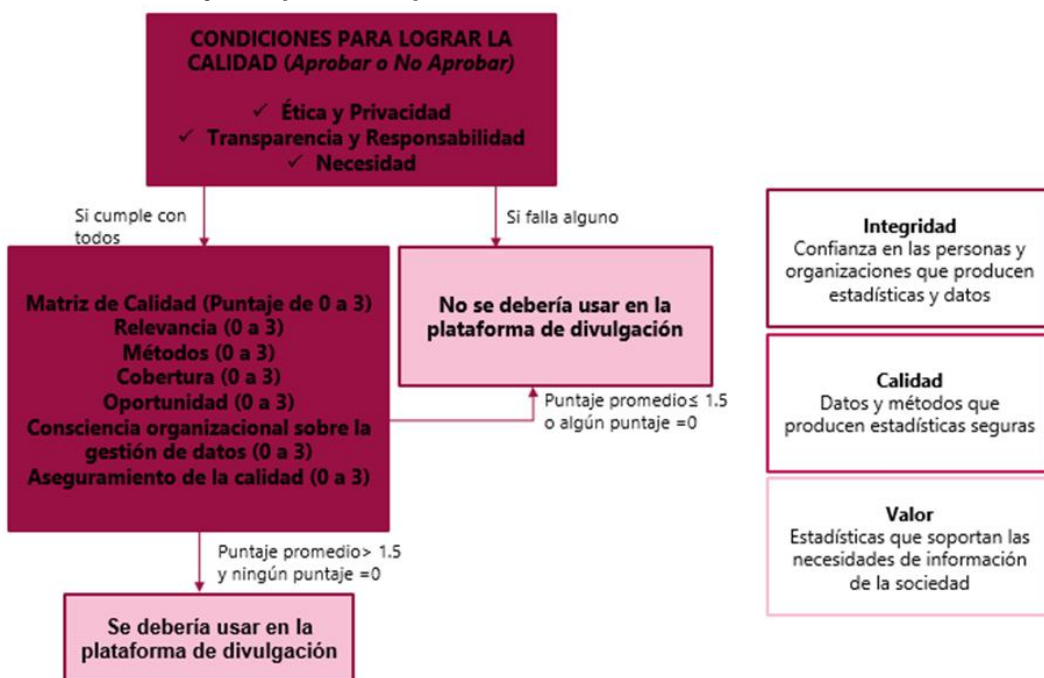 CONDICIONES PARA LOGRAR LA
CALIDAD (Aprobar o No Aprobar)
✓ Ética y Privacidad
✓ Transparencia y Responsabilidad
✓ Necesidad
Si cumple con
todos
Si falla alguno
Matriz de Calidad (Puntaje de 0 a 3)
Relevancia (0 a 3)
Métodos (0 a 3)
Cobertura (0 a 3)
Oportunidad (0 a 3)
Consciencia organizacional sobre la
gestión de datos (0 a 3)
Aseguramiento de la calidad (0 a 3)
No se debería usar en la
plataforma de divulgación
Puntaje promedio≤ 1.5
o algún puntaje =0
Puntaje promedio> 1.5
y ningún puntaje =0
Se debería usar en la
plataforma de divulgación
Integridad
Confianza en las personas y
organizaciones que producen
estadísticas y datos
Calidad
Datos y métodos que
producen estadísticas seguras
Valor
Estadísticas que soportan las
necesidades de información
de la sociedad